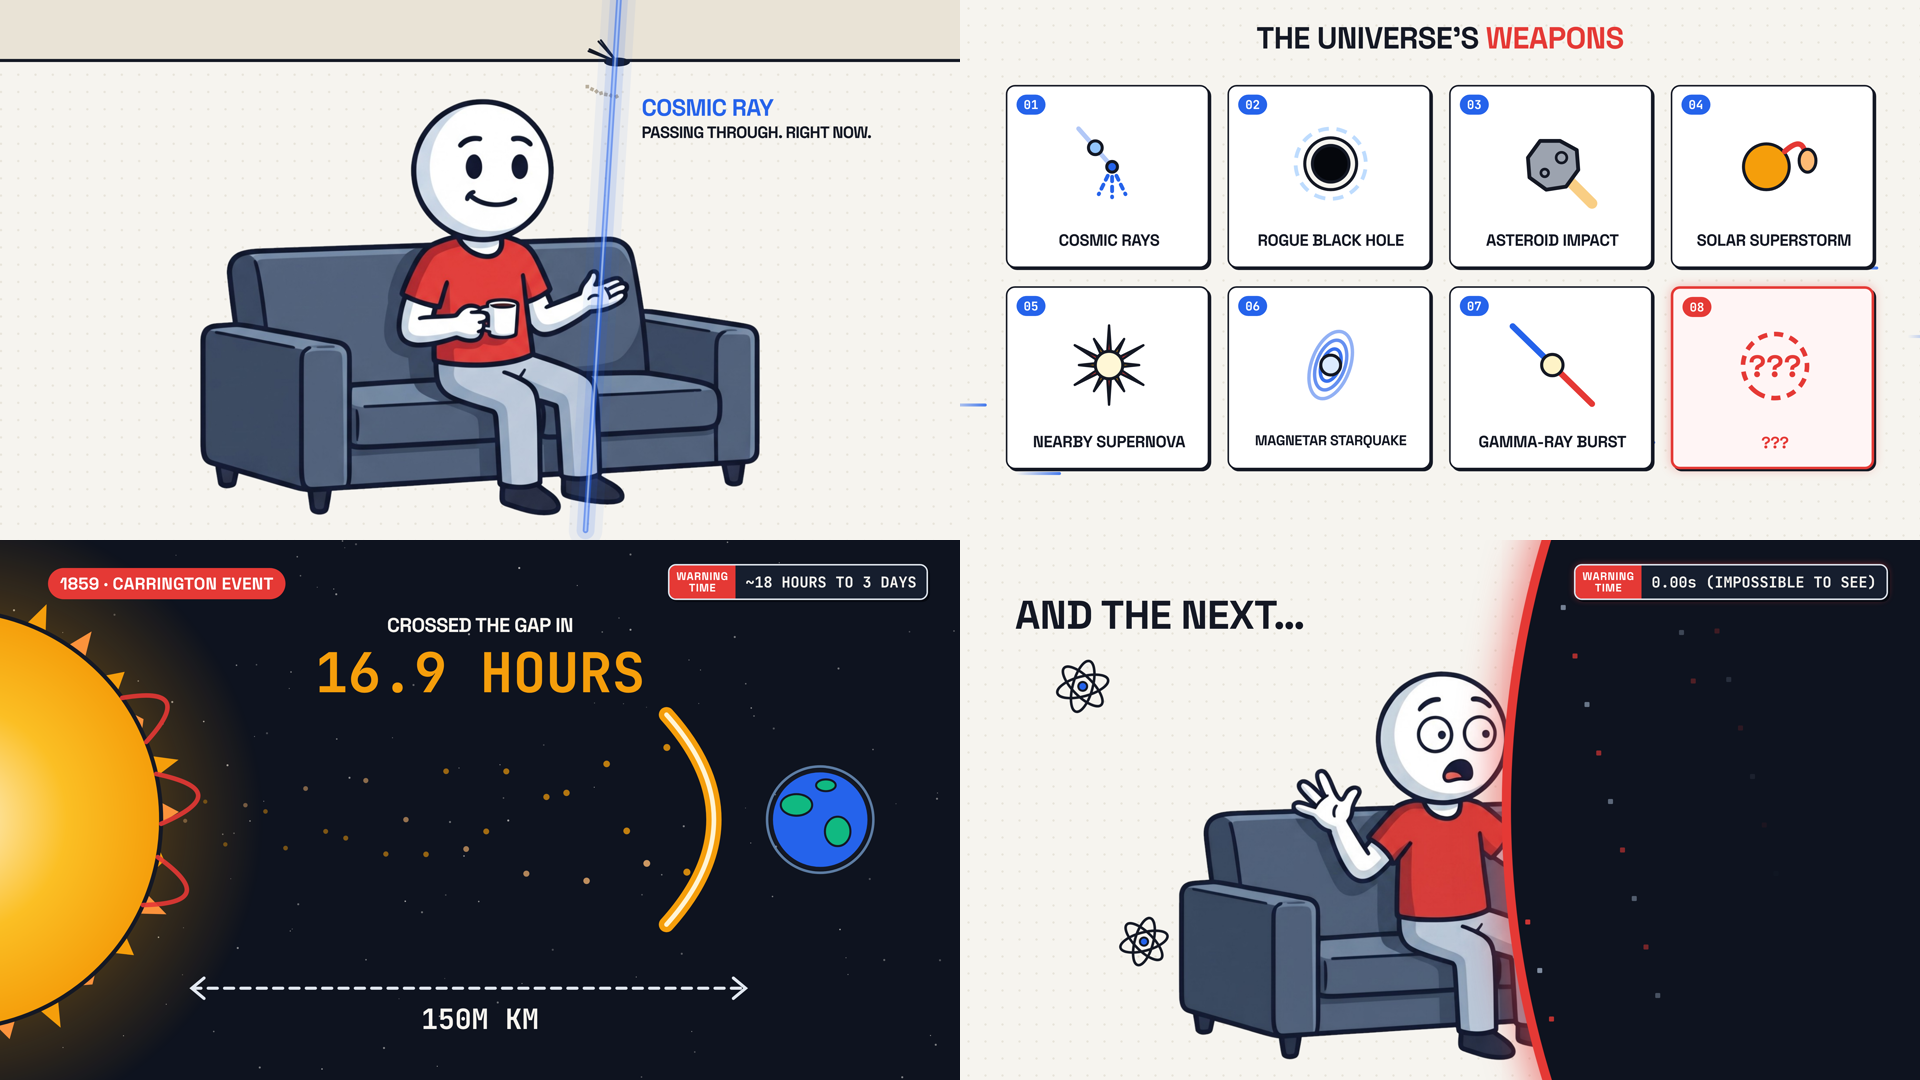 COSMIC RAY
PASSING THROUGH. RIGHT NOW.
THE UNIVERSE'S WEAPONS
01
COSMIC RAYS
02
ROGUE BLACK HOLE
03
ASTEROID IMPACT
04
SOLAR SUPERSTORM
05
NEARBY SUPERNOVA
06
MAGNETAR STARQUAKE
07
GAMMA-RAY BURST
08
???
???
1859 · CARRINGTON EVENT
WARNING TIME
~18 HOURS TO 3 DAYS
CROSSED THE GAP IN
16.9 HOURS
150M KM
WARNING TIME
0.00s (IMPOSSIBLE TO SEE)
AND THE NEXT...